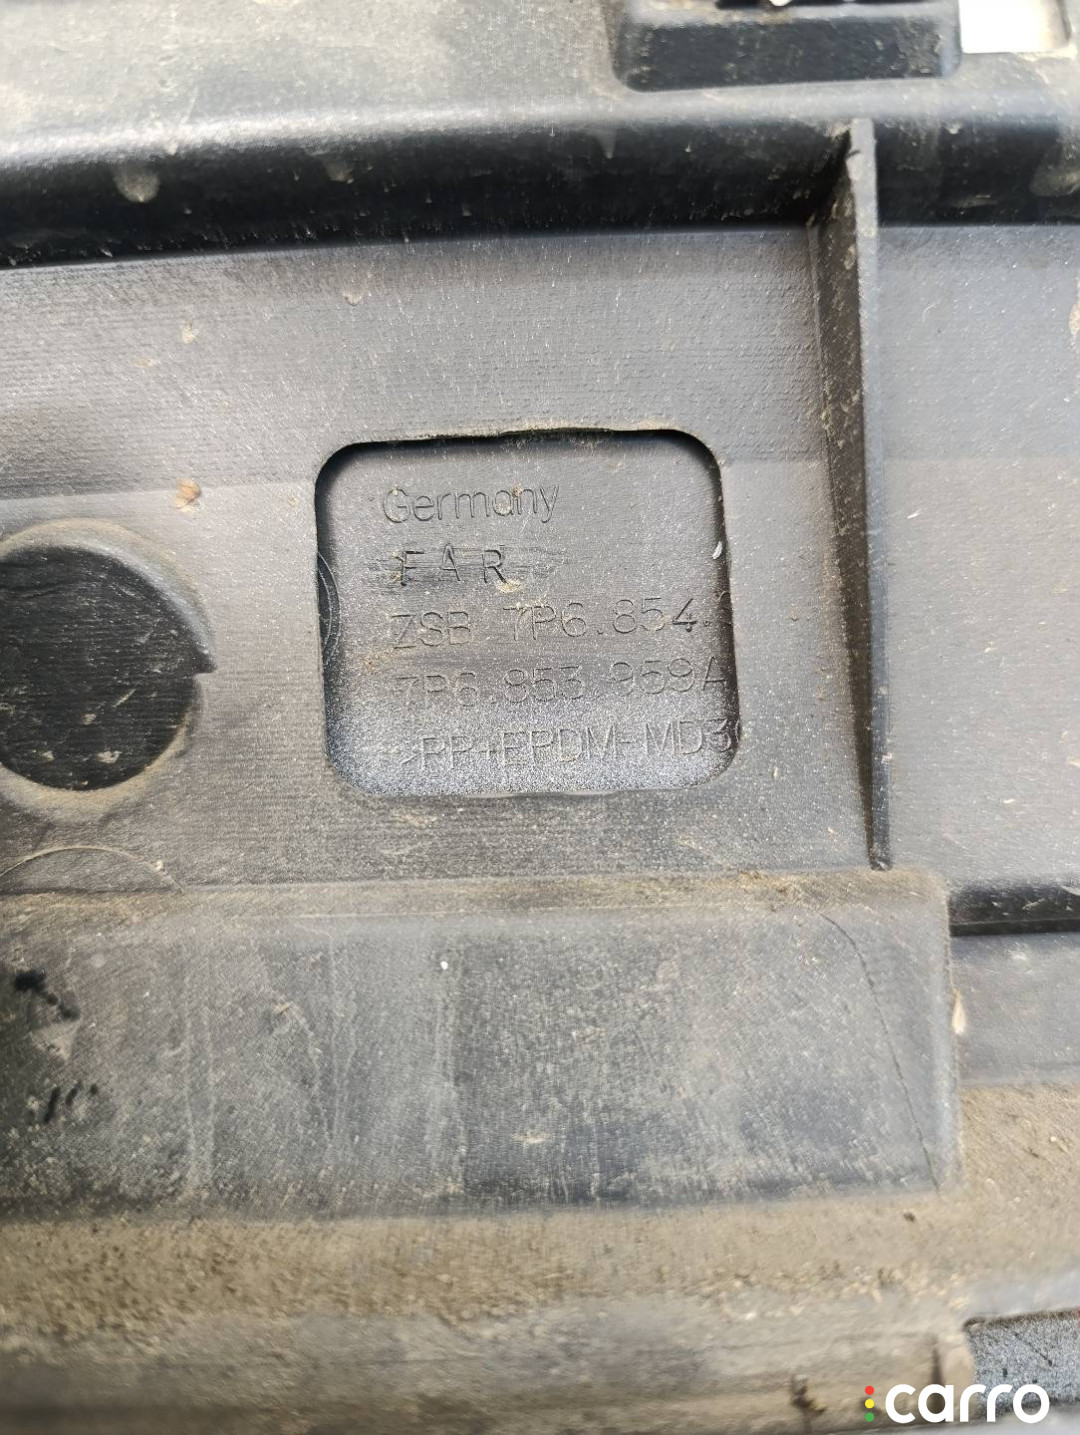 Germany
FAR
ZSB 7P6.854.
7P6.853 959A
>PP+EPDM-MD3
carro